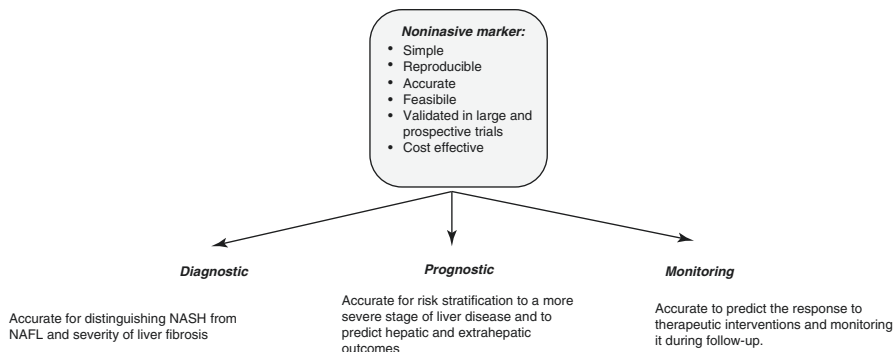 Noninasive marker:
• Simple
• Reproducible
• Accurate
• Feasibile
• Validated in large and
prospective trials
• Cost effective
Diagnostic
Accurate for distinguishing NASH from
NAFL and severity of liver fibrosis
Prognostic
Accurate for risk stratification to a more
severe stage of liver disease and to
predict hepatic and extrahepatic
outcomes
Monitoring
Accurate to predict the response to
therapeutic interventions and monitoring
it during follow-up.